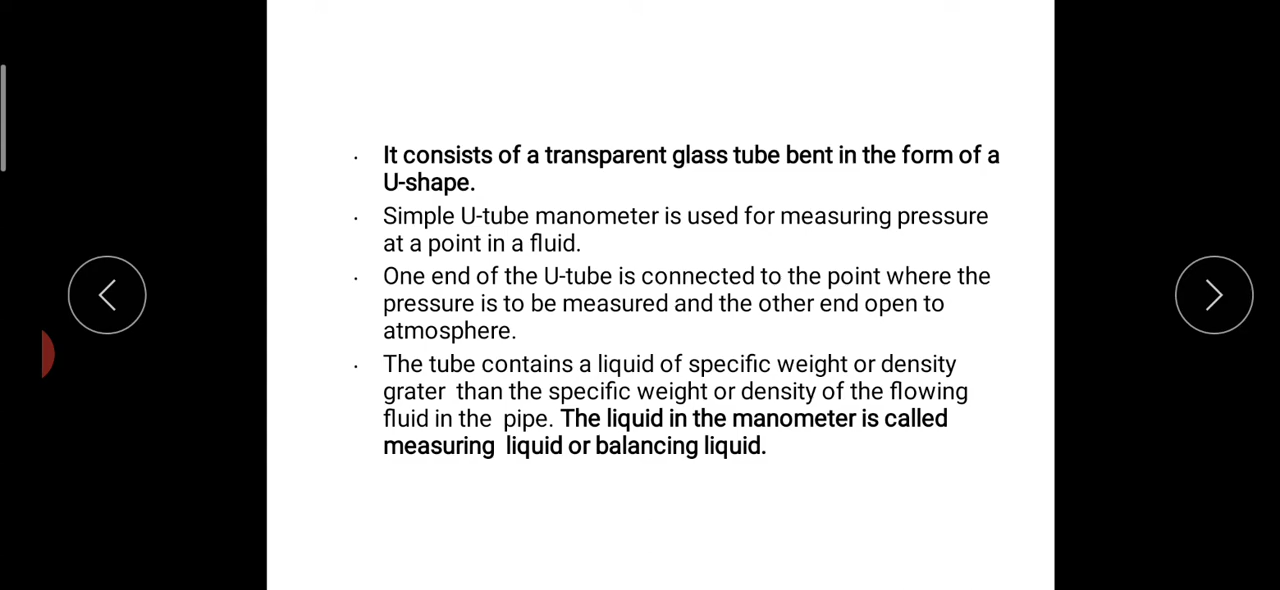 · It consists of a transparent glass tube bent in the form of a
U-shape.
· Simple U-tube manometer is used for measuring pressure
at a point in a fluid.
· One end of the U-tube is connected to the point where the
pressure is to be measured and the other end open to
atmosphere.
· The tube contains a liquid of specific weight or density
grater than the specific weight or density of the flowing
fluid in the pipe. The liquid in the manometer is called
measuring liquid or balancing liquid.